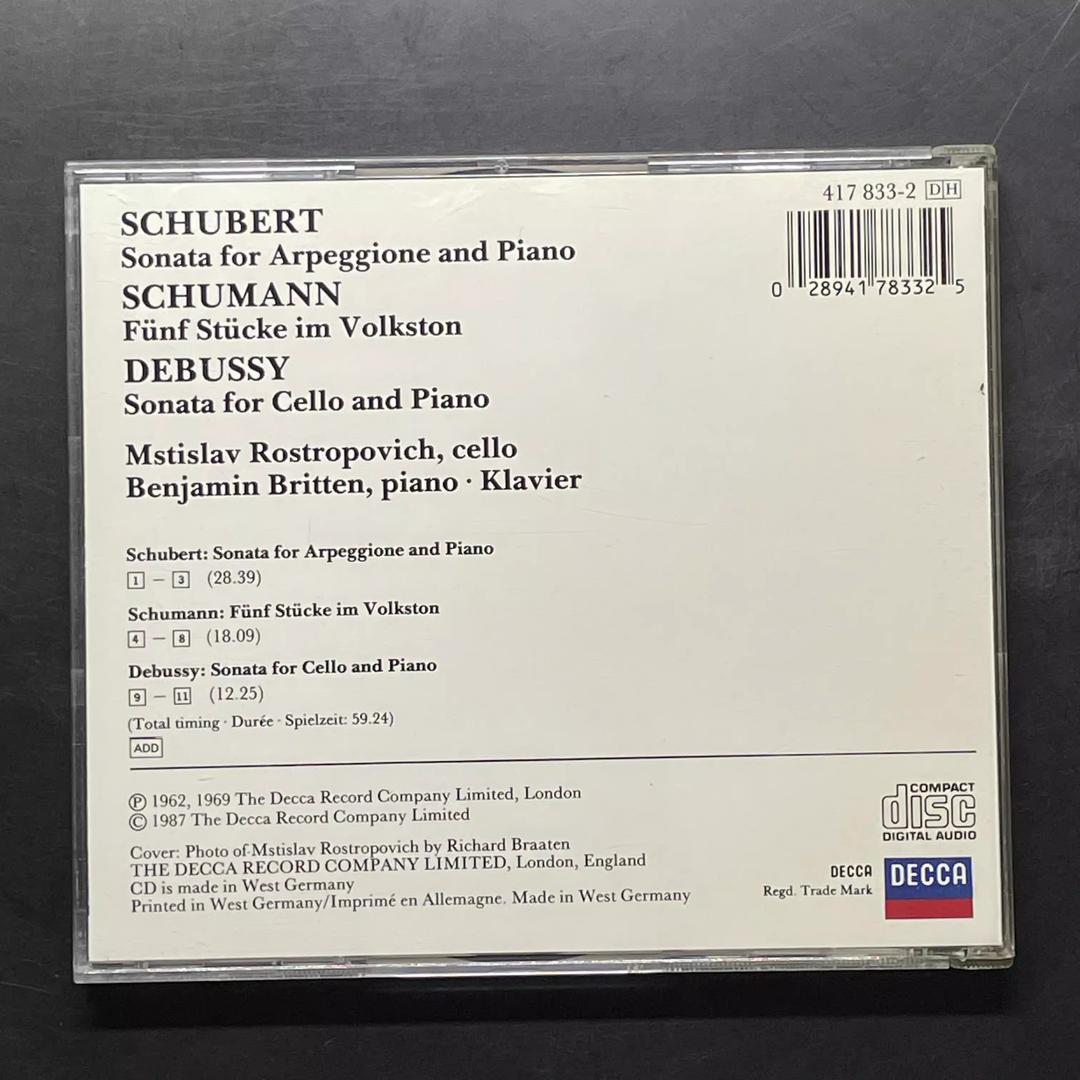 417 833-2 DH
0 28941 78332 5
SCHUBERT
Sonata for Arpeggione and Piano
SCHUMANN
Fünf Stücke im Volkston
DEBUSSY
Sonata for Cello and Piano
Mstislav Rostropovich, cello
Benjamin Britten, piano · Klavier
Schubert: Sonata for Arpeggione and Piano
1 – 3 (28.39)
Schumann: Fünf Stücke im Volkston
4 – 8 (18.09)
Debussy: Sonata for Cello and Piano
9 – 11 (12.25)
(Total timing · Durée · Spielzeit: 59.24)
ADD
Ⓟ 1962, 1969 The Decca Record Company Limited, London
© 1987 The Decca Record Company Limited
Cover: Photo of Mstislav Rostropovich by Richard Braaten
THE DECCA RECORD COMPANY LIMITED, London, England
CD is made in West Germany
Printed in West Germany/Imprimé en Allemagne. Made in West Germany
COMPACT
disc
DIGITAL AUDIO
DECCA
Regd. Trade Mark
DECCA